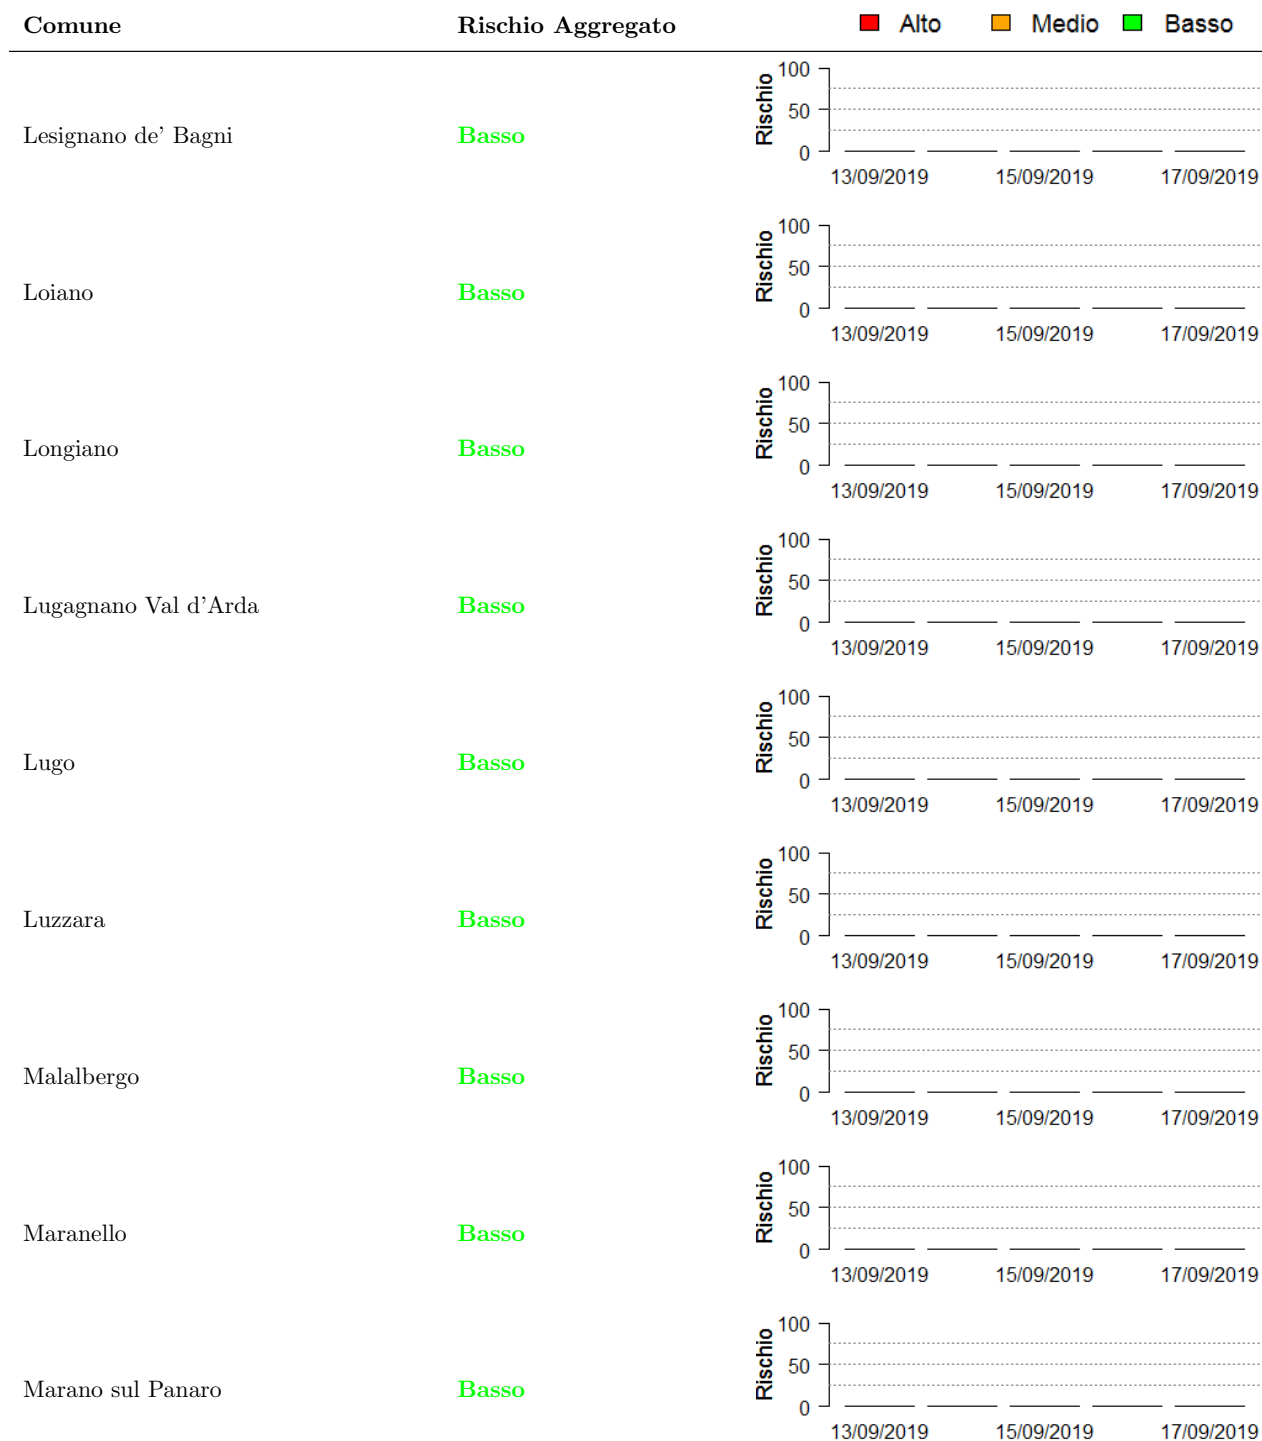 Comune Rischio Aggregato Alto Medio Basso
Lesignano de' Bagni Basso Rischio 100 50 0
13/09/2019 15/09/2019 17/09/2019
Loiano Basso Rischio 100 50 0
13/09/2019 15/09/2019 17/09/2019
Longiano Basso Rischio 100 50 0
13/09/2019 15/09/2019 17/09/2019
Lugagnano Val d'Arda Basso Rischio 100 50 0
13/09/2019 15/09/2019 17/09/2019
Lugo Basso Rischio 100 50 0
13/09/2019 15/09/2019 17/09/2019
Luzzara Basso Rischio 100 50 0
13/09/2019 15/09/2019 17/09/2019
Malalbergo Basso Rischio 100 50 0
13/09/2019 15/09/2019 17/09/2019
Maranello Basso Rischio 100 50 0
13/09/2019 15/09/2019 17/09/2019
Marano sul Panaro Basso Rischio 100 50 0
13/09/2019 15/09/2019 17/09/2019